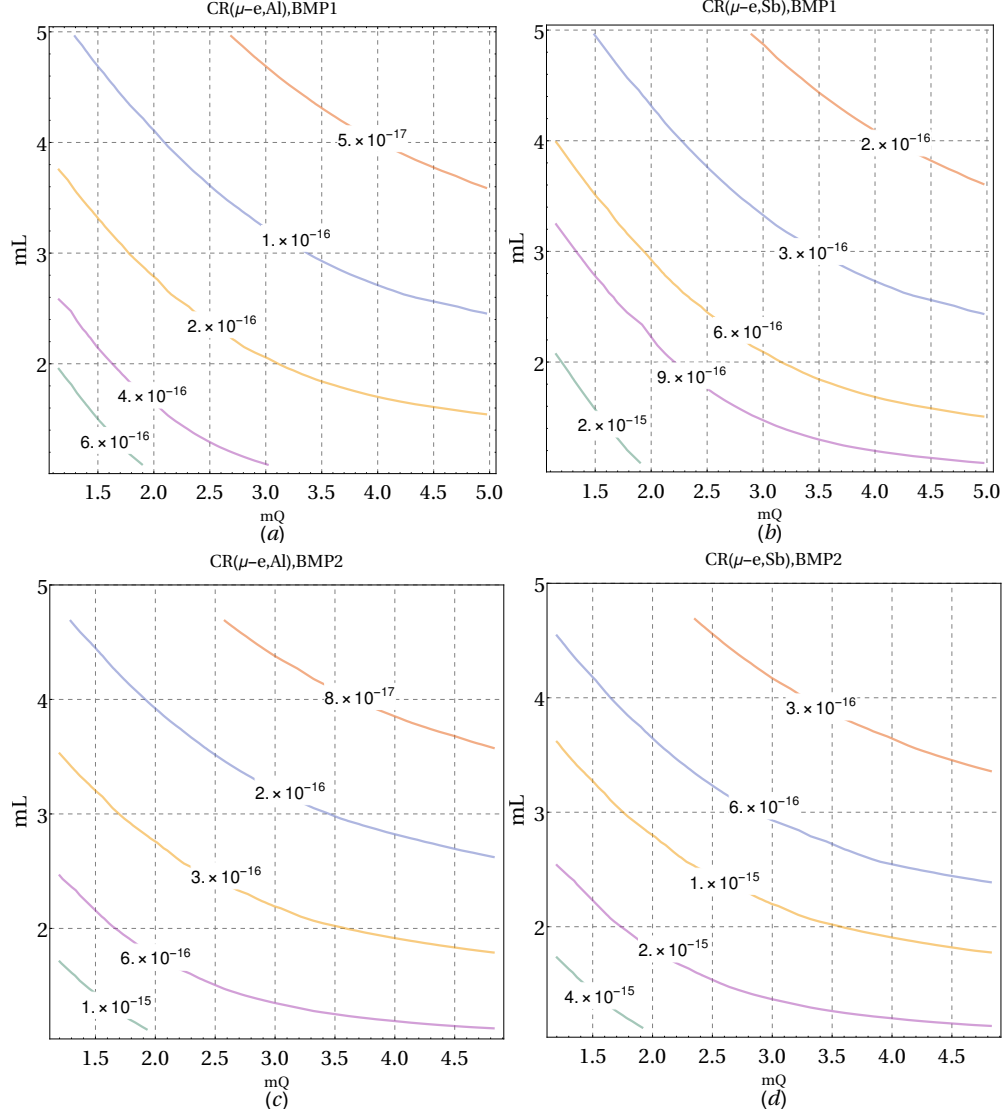 CR(μ−e,Al),BMP1
5
4
3
2
mL
5.×10−17
1.×10−16
2.×10−16
4.×10−16
6.×10−16
1.5 2.0 2.5 3.0 3.5 4.0 4.5 5.0
mQ
(a)
CR(μ−e,Sb),BMP1
5
4
3
2
mL
2.×10−16
3.×10−16
6.×10−16
9.×10−16
2.×10−15
1.5 2.0 2.5 3.0 3.5 4.0 4.5 5.0
mQ
(b)
CR(μ−e,Al),BMP2
5
4
3
2
mL
8.×10−17
2.×10−16
3.×10−16
6.×10−16
1.×10−15
1.5 2.0 2.5 3.0 3.5 4.0 4.5
mQ
(c)
CR(μ−e,Sb),BMP2
5
4
3
2
mL
3.×10−16
6.×10−16
1.×10−15
2.×10−15
4.×10−15
1.5 2.0 2.5 3.0 3.5 4.0 4.5
mQ
(d)